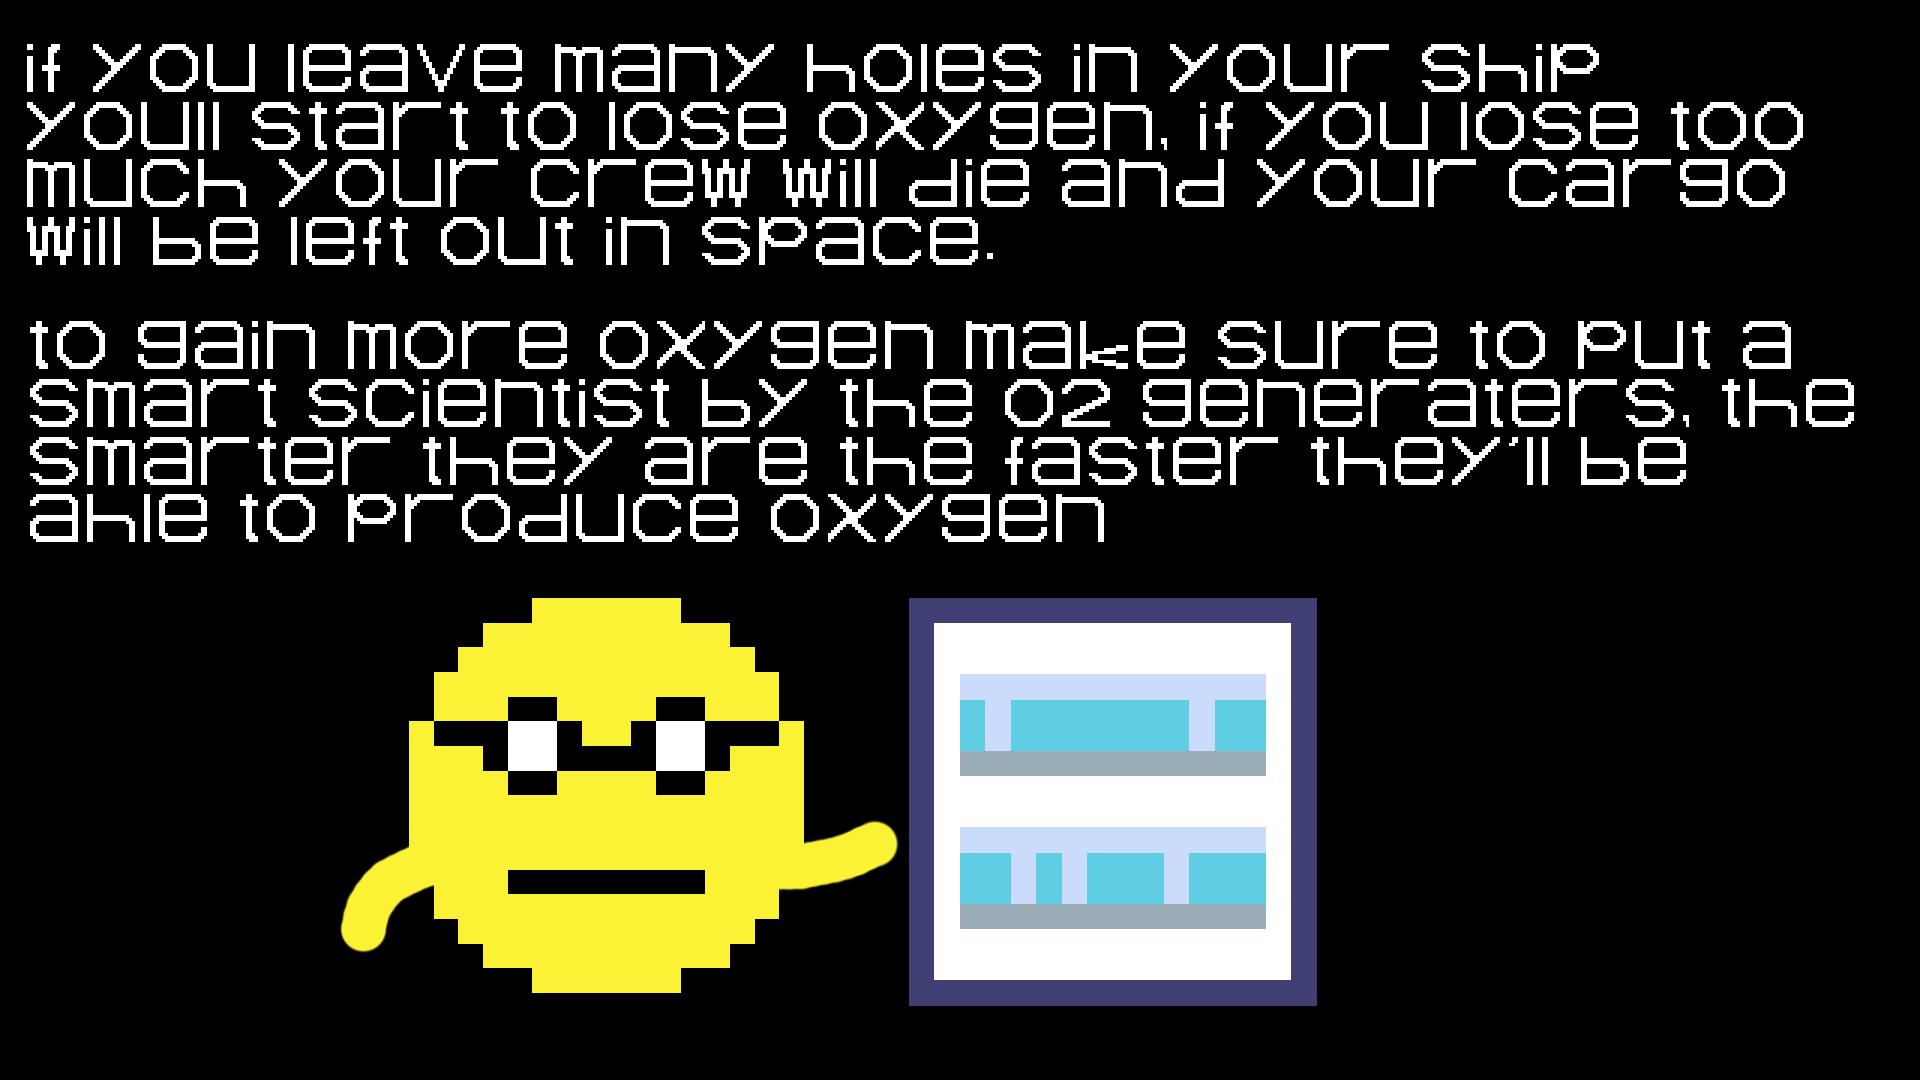 if you leave many holes in your ship
youll start to lose oxygen, if you lose too
much your crew will die and your cargo
will be left out in space.
to gain more oxygen make sure to put a
smart scientist by the O2 generaters, the
smarter they are the faster they'll be
able to produce oxygen